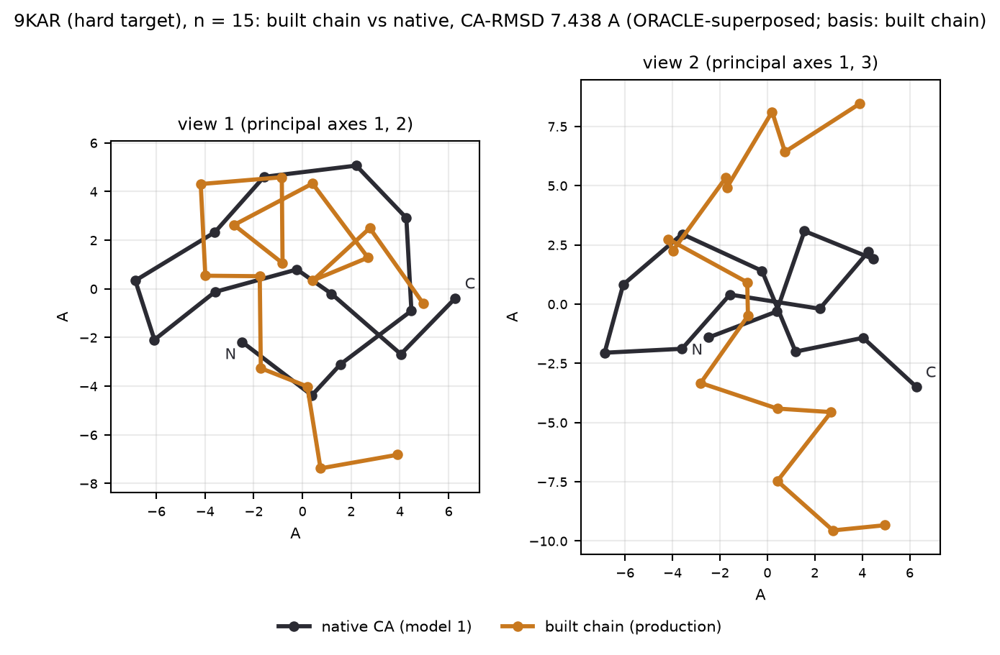 9KAR (hard target), n = 15: built chain vs native, CA-RMSD 7.438 A (ORACLE-superposed; basis: built chain)
view 1 (principal axes 1, 2)
6
4
2
0
−2
−4
−6
−8
A
N
C
−6 −4 −2 0 2 4 6
A
view 2 (principal axes 1, 3)
7.5
5.0
2.5
0.0
−2.5
−5.0
−7.5
−10.0
A
N
C
−6 −4 −2 0 2 4 6
A
native CA (model 1)
built chain (production)